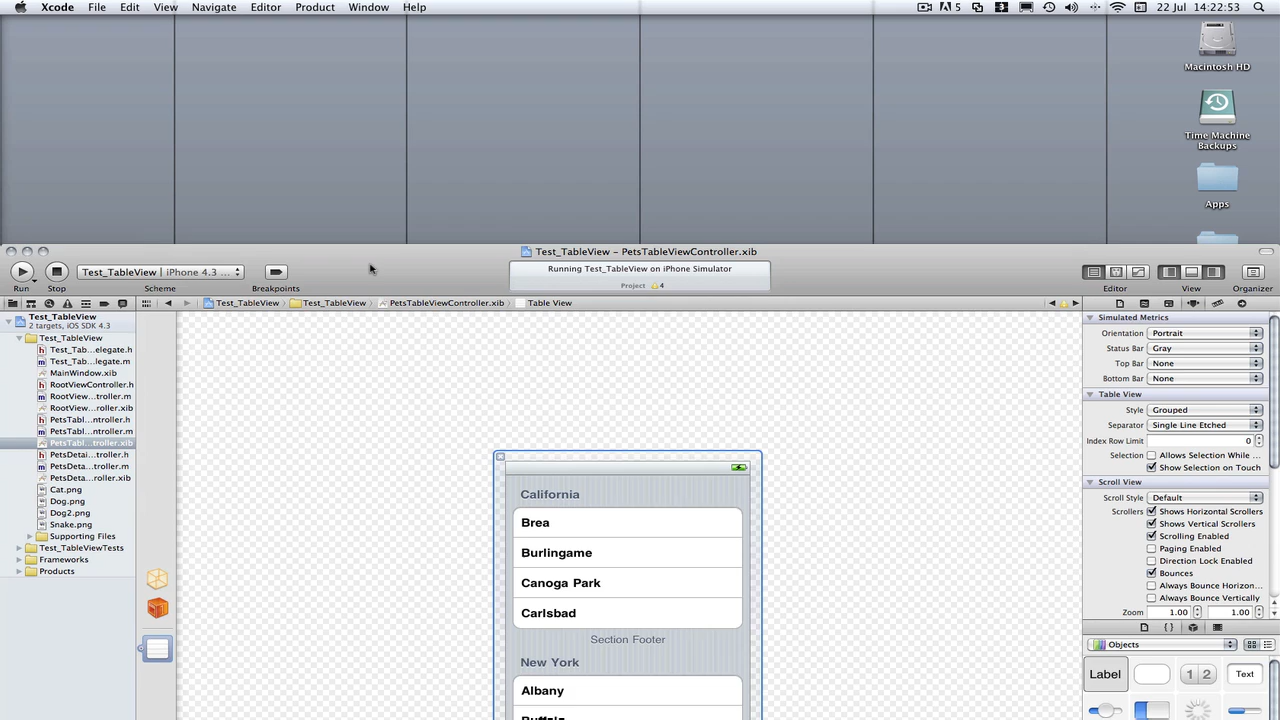 Xcode File Edit View Navigate Editor Product Window Help
5 3 22 Jul 14:22:53
Macintosh HD
Time Machine
Backups
Apps
Test_TableView – PetsTableViewController.xib
Test_TableView | iPhone 4.3 ...
Running Test_TableView on iPhone Simulator
Project 4
Run Stop Scheme Breakpoints Editor View Organizer
Test_TableView Test_TableView PetsTableViewController.xib Table View
Test_TableView
2 targets, iOS SDK 4.3
Test_TableView
Test_Tab...elegate.h
Test_Tab...legate.m
MainWindow.xib
RootViewController.h
RootView...troller.m
RootView...roller.xib
PetsTabl...ntroller.h
PetsTabl...ntroller.m
PetsTabl...troller.xib
PetsDetai...troller.h
PetsDeta...troller.m
PetsDeta...roller.xib
Cat.png
Dog.png
Dog2.png
Snake.png
Supporting Files
Test_TableViewTests
Frameworks
Products
California
Brea
Burlingame
Canoga Park
Carlsbad
Section Footer
New York
Albany
Buffalo
Simulated Metrics
Orientation Portrait
Status Bar Gray
Top Bar None
Bottom Bar None
Table View
Style Grouped
Separator Single Line Etched
Index Row Limit 0
Selection Allows Selection While ...
Show Selection on Touch
Scroll View
Scroll Style Default
Scrollers Shows Horizontal Scrollers
Shows Vertical Scrollers
Scrolling Enabled
Paging Enabled
Direction Lock Enabled
Bounces
Always Bounce Horizon...
Always Bounce Vertically
Zoom 1.00 1.00
Objects
Label 1 2 Text